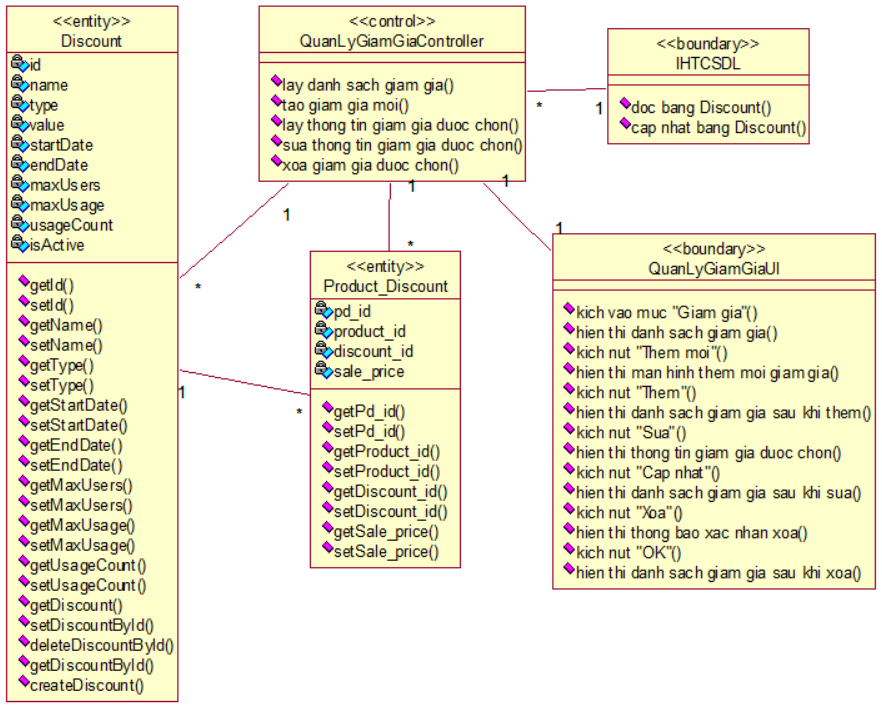 <<entity>>
Discount
id
name
type
value
startDate
endDate
maxUsers
maxUsage
usageCount
isActive
getId()
setId()
getName()
setName()
getType()
setType()
getStartDate()
setStartDate()
getEndDate()
setEndDate()
getMaxUsers()
setMaxUsers()
getMaxUsage()
setMaxUsage()
getUsageCount()
setUsageCount()
getDiscount()
setDiscountById()
deleteDiscountById()
getDiscountById()
createDiscount()
<<control>>
QuanLyGiamGiaController
lay danh sach giam gia()
tao giam gia moi()
lay thong tin giam gia duoc chon()
sua thong tin giam gia duoc chon()
xoa giam gia duoc chon()
<<boundary>>
IHTCSDL
doc bang Discount()
cap nhat bang Discount()
* 1
1 *
1 *
1 1
1 *
<<entity>>
Product_Discount
pd_id
product_id
discount_id
sale_price
getPd_id()
setPd_id()
getProduct_id()
setProduct_id()
getDiscount_id()
setDiscount_id()
getSale_price()
setSale_price()
<<boundary>>
QuanLyGiamGiaUI
kich vao muc "Giam gia"()
hien thi danh sach giam gia()
kich nut "Them moi"()
hien thi man hinh them moi giam gia()
kich nut "Them"()
hien thi danh sach giam gia sau khi them()
kich nut "Sua"()
hien thi thong tin giam gia duoc chon()
kich nut "Cap nhat"()
hien thi danh sach giam gia sau khi sua()
kich nut "Xoa"()
hien thi thong bao xac nhan xoa()
kich nut "OK"()
hien thi danh sach giam gia sau khi xoa()